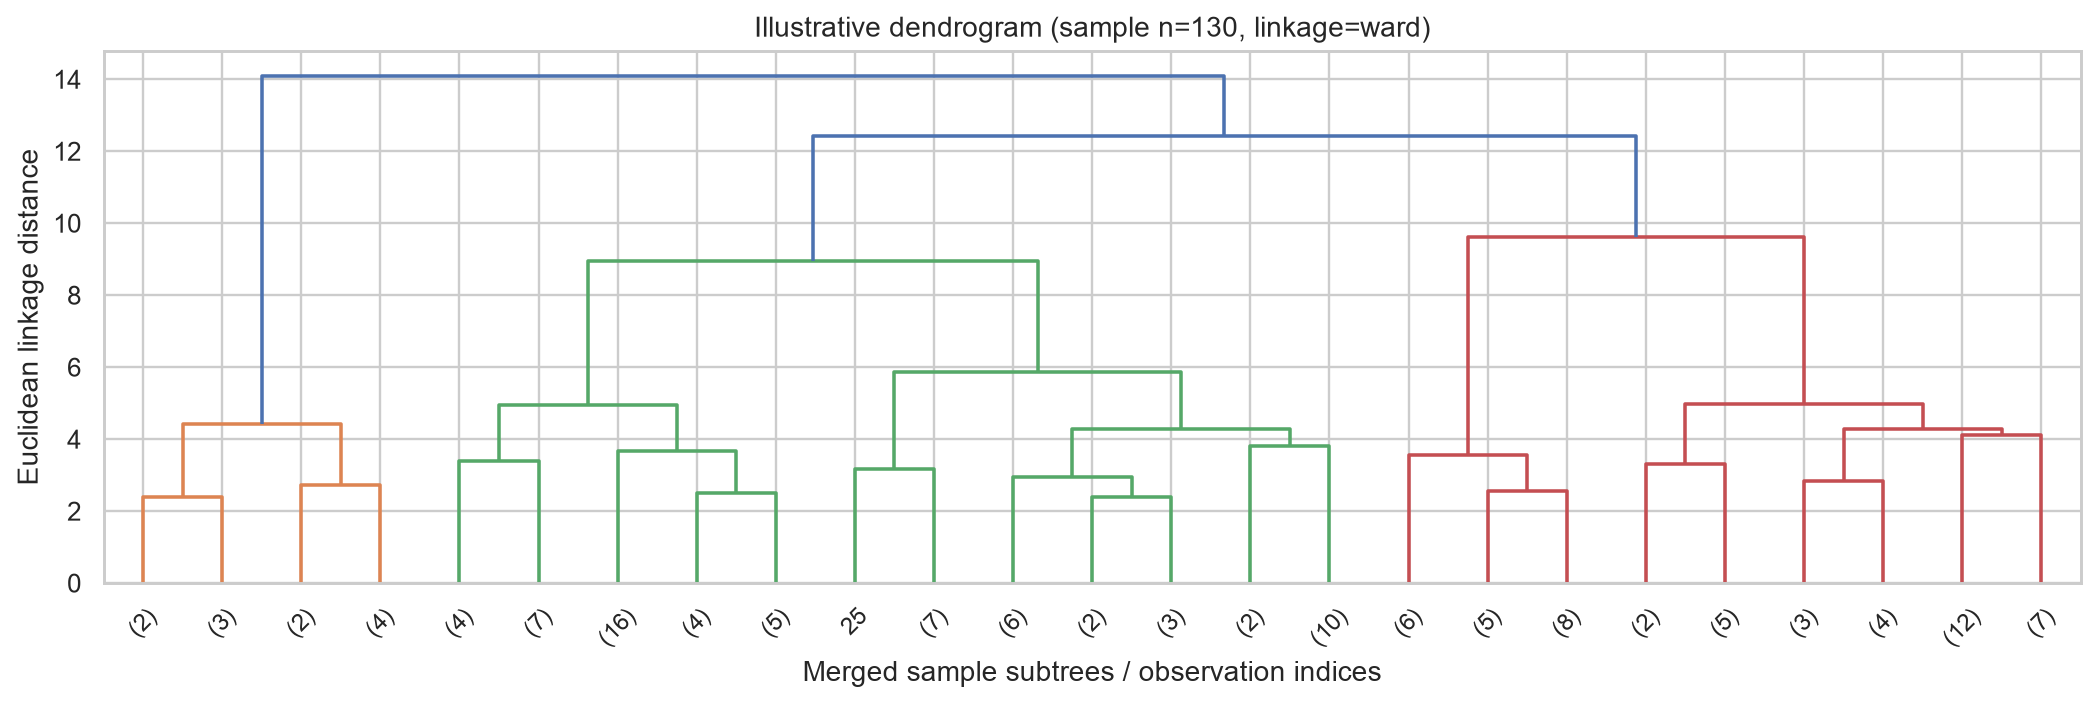 Illustrative dendrogram (sample n=130, linkage=ward)
Euclidean linkage distance
14
12
10
8
6
4
2
0
(2) (3) (2) (4) (4) (7) (16) (4) (5) 25 (7) (6) (2) (3) (2) (10) (6) (5) (8) (2) (5) (3) (4) (12) (7)
Merged sample subtrees / observation indices